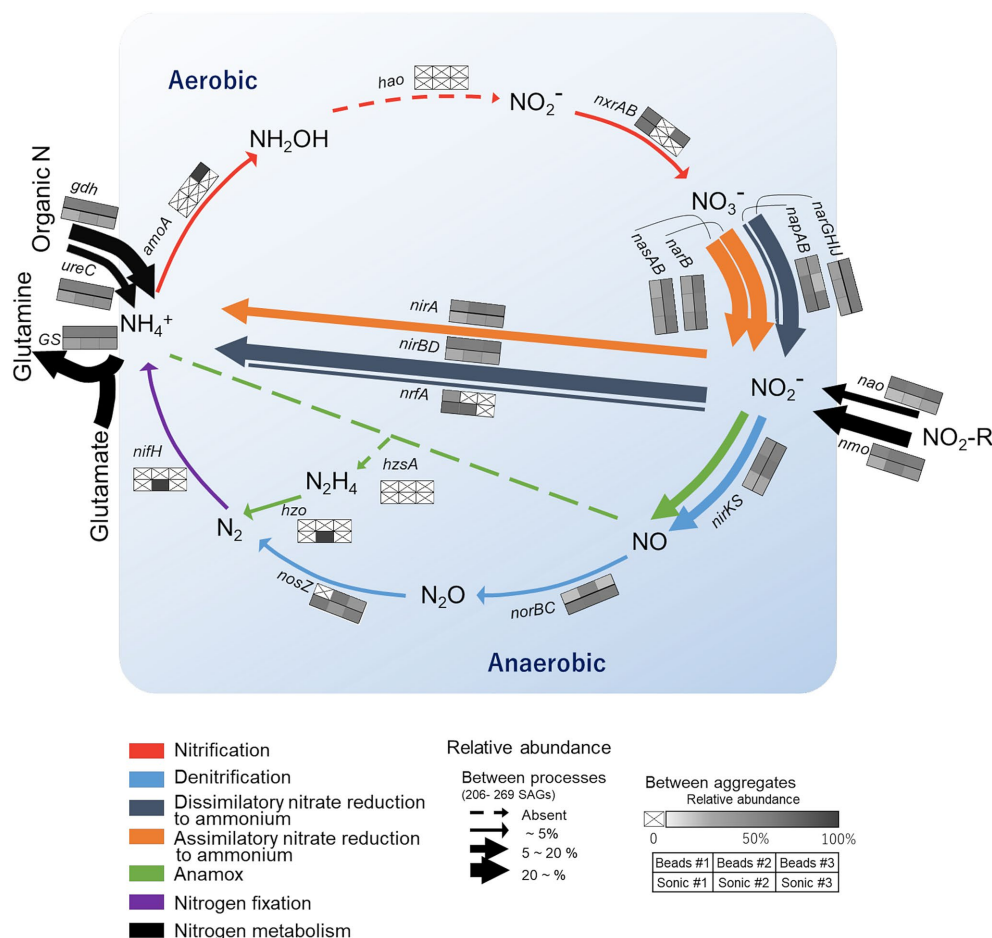 Aerobic
hao
NO₂⁻
nxrAB
NH₂OH
NO₃⁻
Organic N
gdh
amoA
ureC
nasAB
narB
napAB
narGHIJ
Glutamine
NH₄⁺
GS
nirA
nirBD
nrfA
NO₂⁻
nao
NO₂-R
nmo
Glutamate
nifH
hzsA
N₂H₄
hzo
N₂
nirKS
NO
nosZ
N₂O
norBC
Anaerobic
Nitrification
Denitrification
Dissimilatory nitrate reduction
to ammonium
Assimilatory nitrate reduction
to ammonium
Anamox
Nitrogen fixation
Nitrogen metabolism
Relative abundance
Between processes
(206- 269 SAGs)
Absent
~ 5%
5 ~ 20 %
20 ~ %
Between aggregates
Relative abundance
0 50% 100%
Beads #1 Beads #2 Beads #3
Sonic #1 Sonic #2 Sonic #3